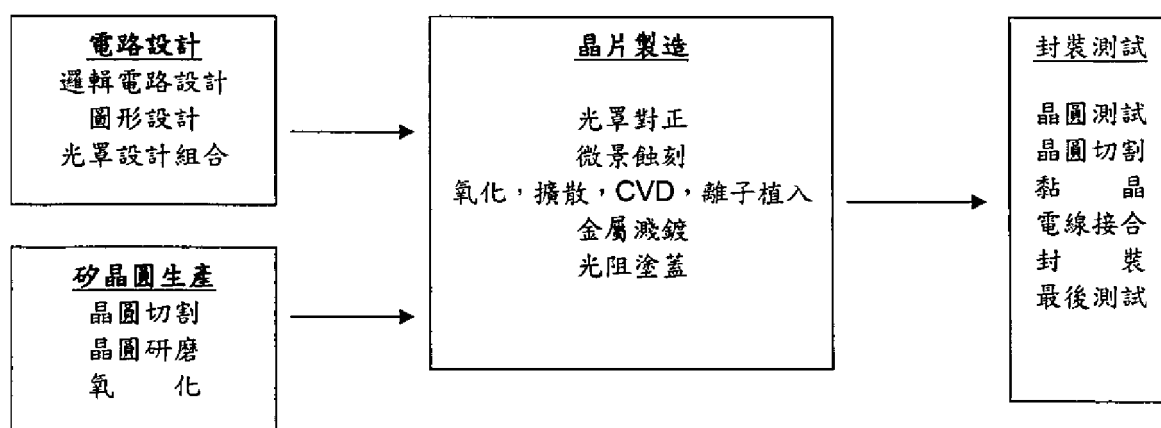 電路設計
邏輯電路設計
圖形設計
光罩設計組合
矽晶圓生產
晶圓切割
晶圓研磨
氧　　化
晶片製造
光罩對正
微景蝕刻
氧化，擴散，CVD，離子植入
金屬濺鍍
光阻塗蓋
封裝測試
晶圓測試
晶圓切割
黏　　晶
電線接合
封　　裝
最後測試